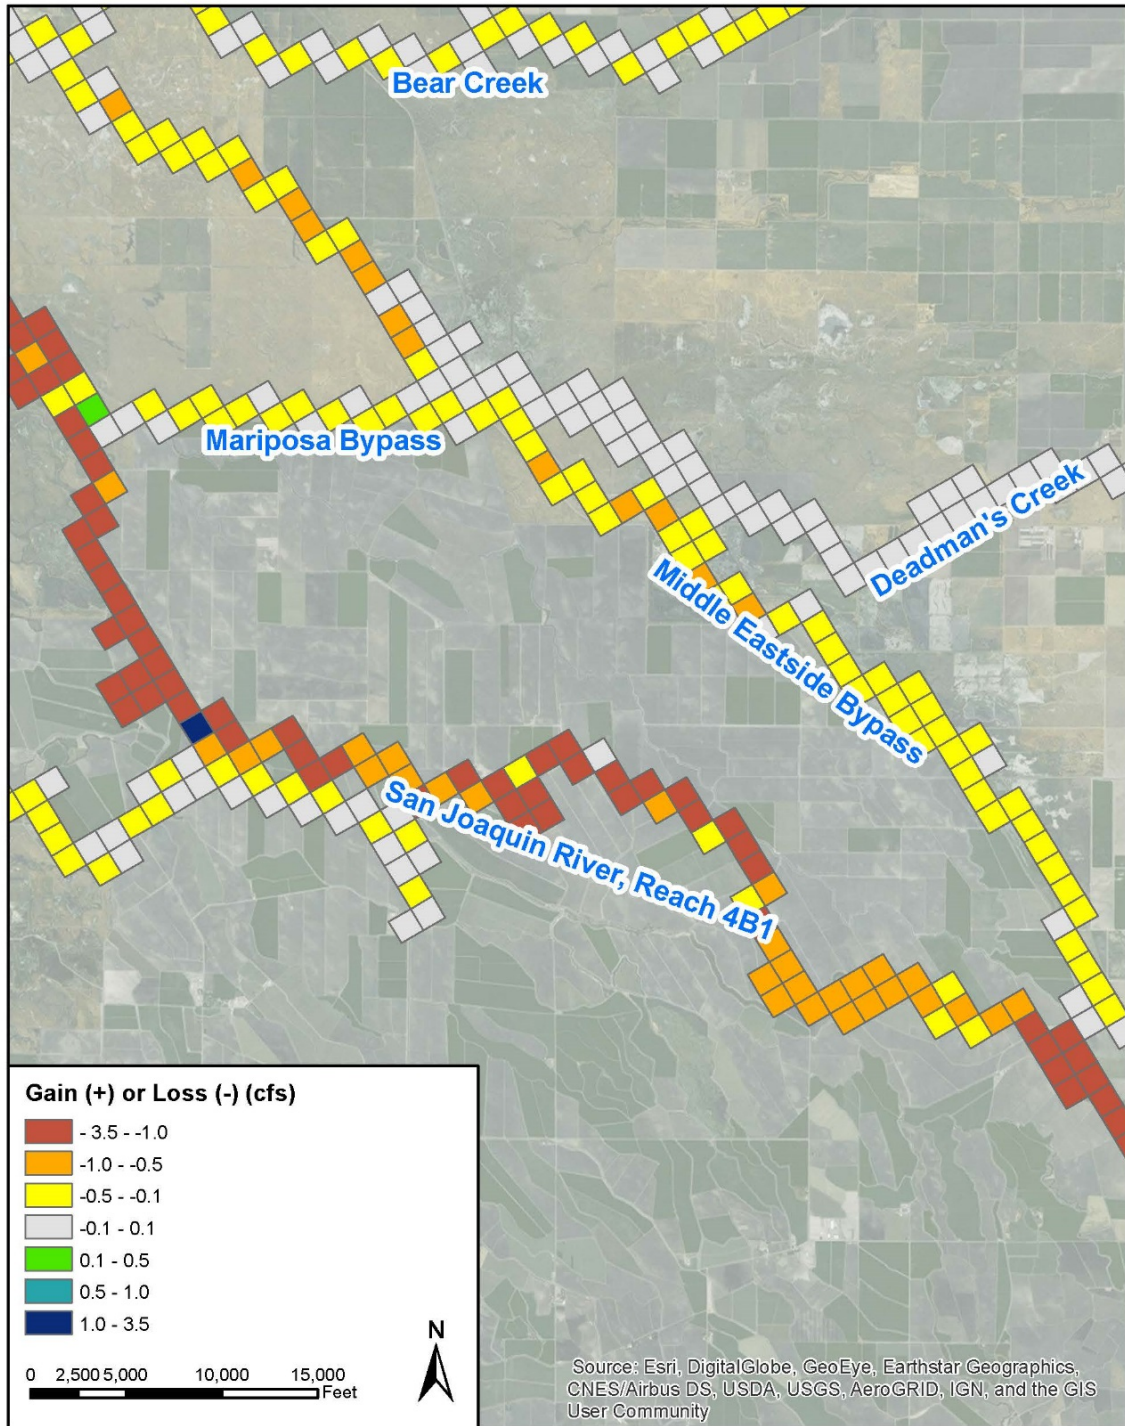 Bear Creek
Mariposa Bypass
Deadman's Creek
Middle Eastside Bypass
San Joaquin River, Reach 4B1
Gain (+) or Loss (-) (cfs)
- 3.5 - -1.0
-1.0 - -0.5
-0.5 - -0.1
-0.1 - 0.1
0.1 - 0.5
0.5 - 1.0
1.0 - 3.5
N
0 2,500 5,000 10,000 15,000
Feet
Source: Esri, DigitalGlobe, GeoEye, Earthstar Geographics,
CNES/Airbus DS, USDA, USGS, AeroGRID, IGN, and the GIS
User Community